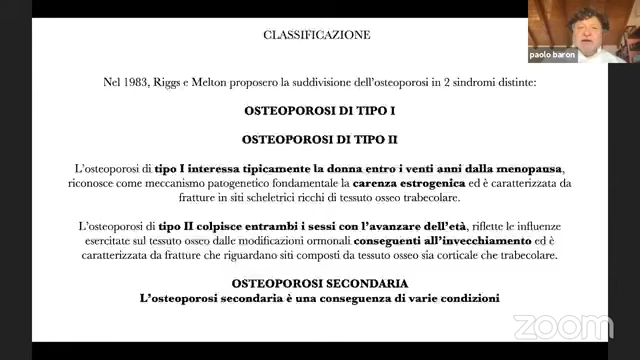 CLASSIFICAZIONE
paolo baron
Nel 1983, Riggs e Melton proposero la suddivisione dell'osteoporosi in 2 sindromi distinte:
OSTEOPOROSI DI TIPO I
OSTEOPOROSI DI TIPO II
L'osteoporosi di tipo I interessa tipicamente la donna entro i venti anni dalla menopausa,
riconosce come meccanismo patogenetico fondamentale la carenza estrogenica ed è caratterizzata da
fratture in siti scheletrici ricchi di tessuto osseo trabecolare.
L'osteoporosi di tipo II colpisce entrambi i sessi con l'avanzare dell'età, riflette le influenze
esercitate sul tessuto osseo dalle modificazioni ormonali conseguenti all'invecchiamento ed è
caratterizzata da fratture che riguardano siti composti da tessuto osseo sia corticale che trabecolare.
OSTEOPOROSI SECONDARIA
L'osteoporosi secondaria è una conseguenza di varie condizioni
zoom